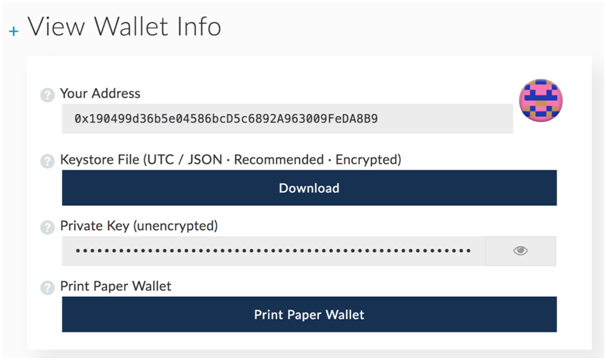 + View Wallet Info
? Your Address
0x190499d36b5e04586bcD5c6892A963009FeDA8B9
? Keystore File (UTC / JSON · Recommended · Encrypted)
Download
? Private Key (unencrypted)
? Print Paper Wallet
Print Paper Wallet